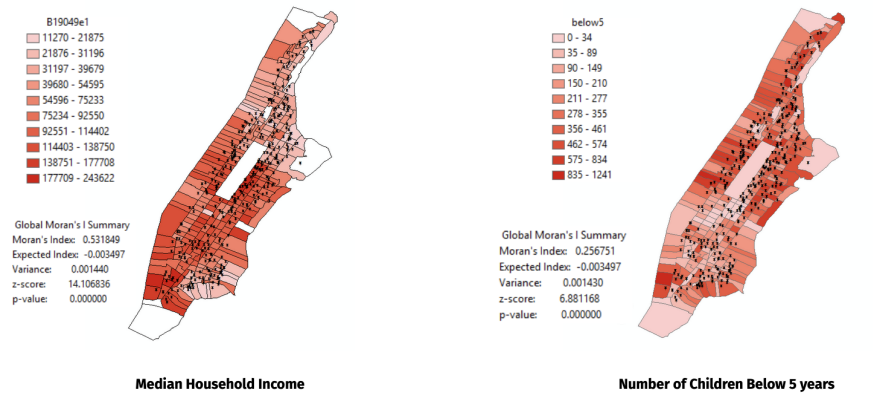 B19049e1
11270 - 21875
21876 - 31196
31197 - 39679
39680 - 54595
54596 - 75233
75234 - 92550
92551 - 114402
114403 - 138750
138751 - 177708
177709 - 243622
Global Moran's I Summary
Moran's Index: 0.531849
Expected Index: -0.003497
Variance: 0.001440
z-score: 14.106836
p-value: 0.000000
Median Household Income
below5
0 - 34
35 - 89
90 - 149
150 - 210
211 - 277
278 - 355
356 - 461
462 - 574
575 - 834
835 - 1241
Global Moran's I Summary
Moran's Index: 0.256751
Expected Index: -0.003497
Variance: 0.001430
z-score: 6.881168
p-value: 0.000000
Number of Children Below 5 years